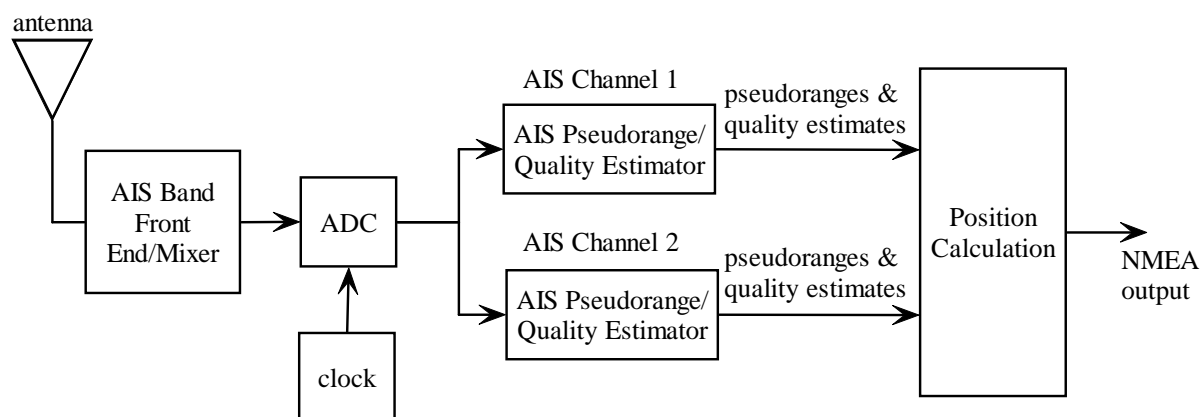 antenna
AIS Band
Front
End/Mixer
ADC
clock
AIS Channel 1
AIS Pseudorange/
Quality Estimator
pseudoranges &
quality estimates
AIS Channel 2
AIS Pseudorange/
Quality Estimator
pseudoranges &
quality estimates
Position
Calculation
NMEA
output